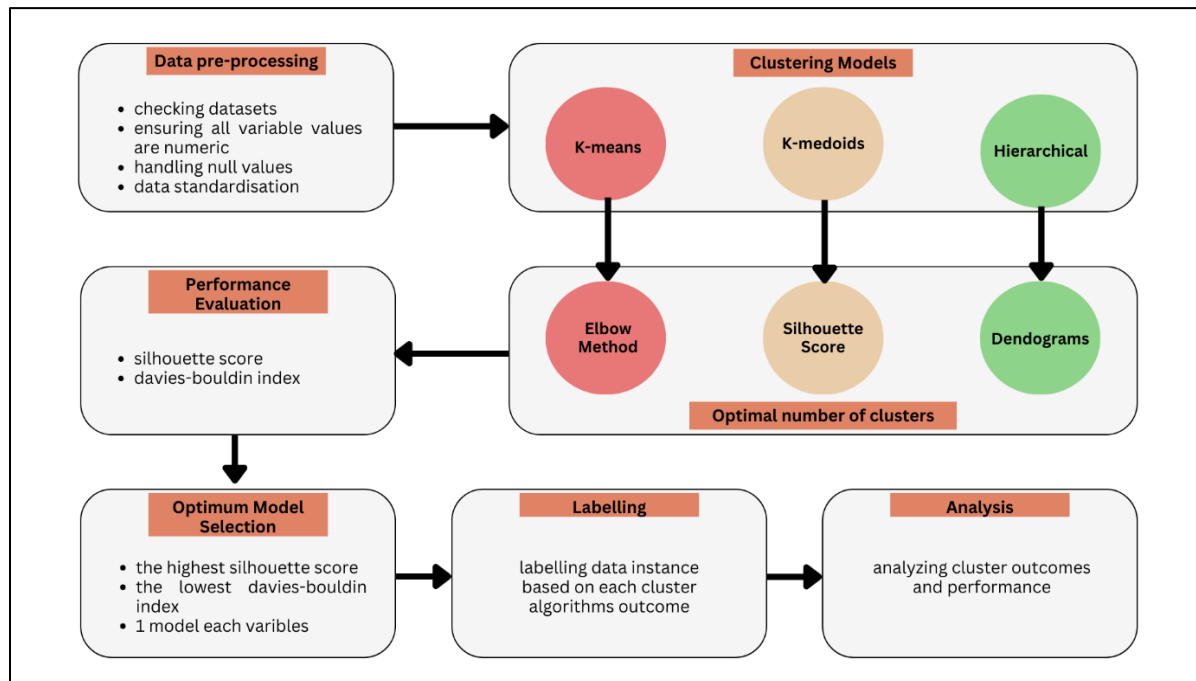 Data pre-processing
• checking datasets
• ensuring all variable values
are numeric
• handling null values
• data standardisation
Clustering Models
K-means
K-medoids
Hierarchical
Elbow
Method
Silhouette
Score
Dendograms
Optimal number of clusters
Performance
Evaluation
• silhouette score
• davies-bouldin index
Optimum Model
Selection
• the highest silhouette score
• the lowest davies-bouldin
index
• 1 model each varibles
Labelling
labelling data instance
based on each cluster
algorithms outcome
Analysis
analyzing cluster outcomes
and performance